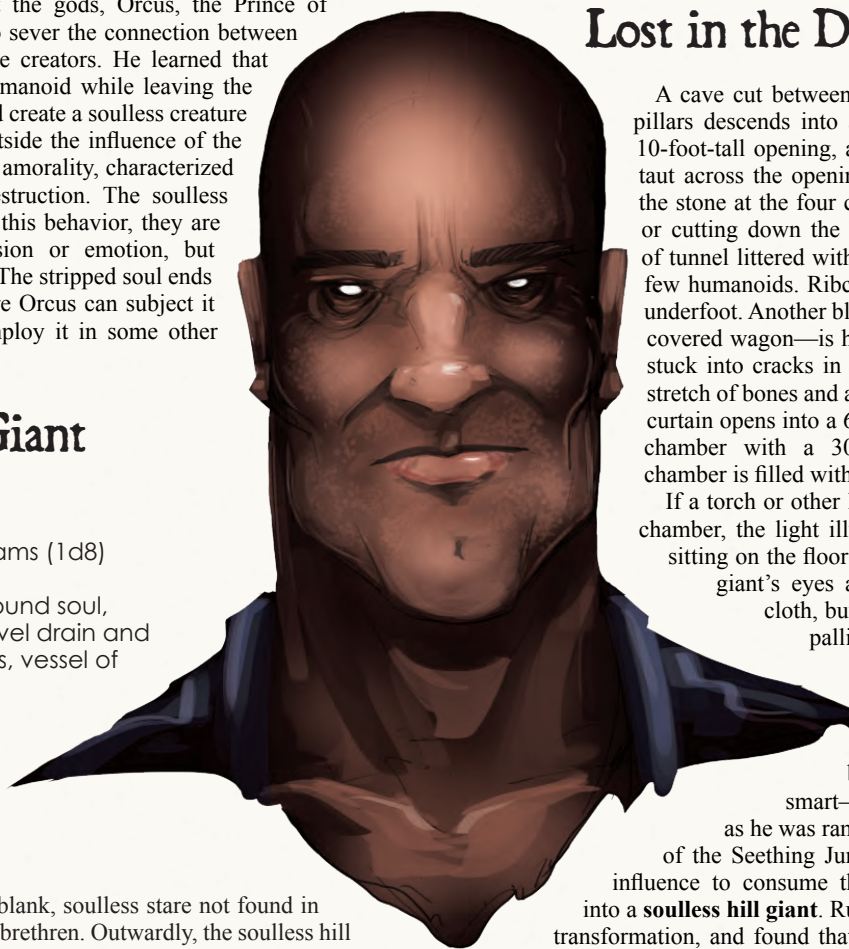 the gods, Orcus, the Prince of
sever the connection between
creators. He learned that
manoid while leaving the
create a soulless creature
tside the influence of the
amorality, characterized
struction. The soulless
this behavior, they are
sion or emotion, but
The stripped soul ends
e Orcus can subject it
ploy it in some other
Giant
ams (1d8)
ound soul,
vel drain and
s, vessel of
blank, soulless stare not found in
brethren. Outwardly, the soulless hill
Lost in the D
A cave cut between
pillars descends into
10-foot-tall opening, a
taut across the openin
the stone at the four c
or cutting down the
of tunnel littered with
few humanoids. Ribc
underfoot. Another bl
covered wagon—is h
stuck into cracks in
stretch of bones and a
curtain opens into a 6
chamber with a 30
chamber is filled with
If a torch or other l
chamber, the light ill
sitting on the floor
giant's eyes a
cloth, bu
palli
smart—
as he was ran
of the Seething Jun
influence to consume th
into a soulless hill giant. Ru
transformation, and found that